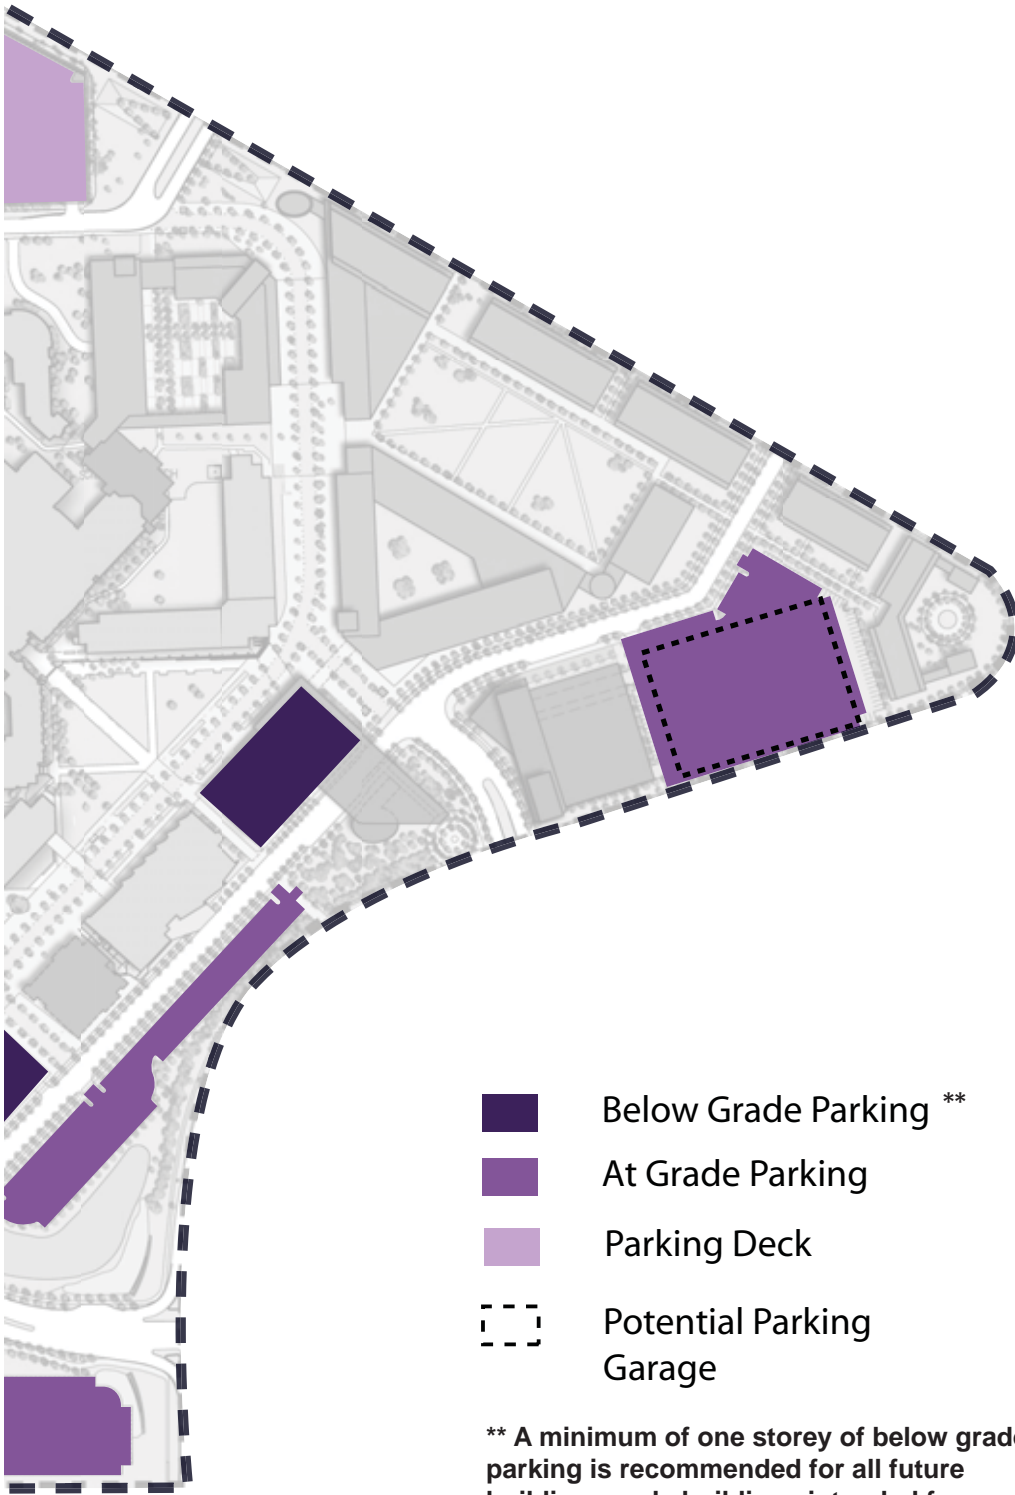 Below Grade Parking **
At Grade Parking
Parking Deck
Potential Parking
Garage
** A minimum of one storey of below grade
parking is recommended for all future